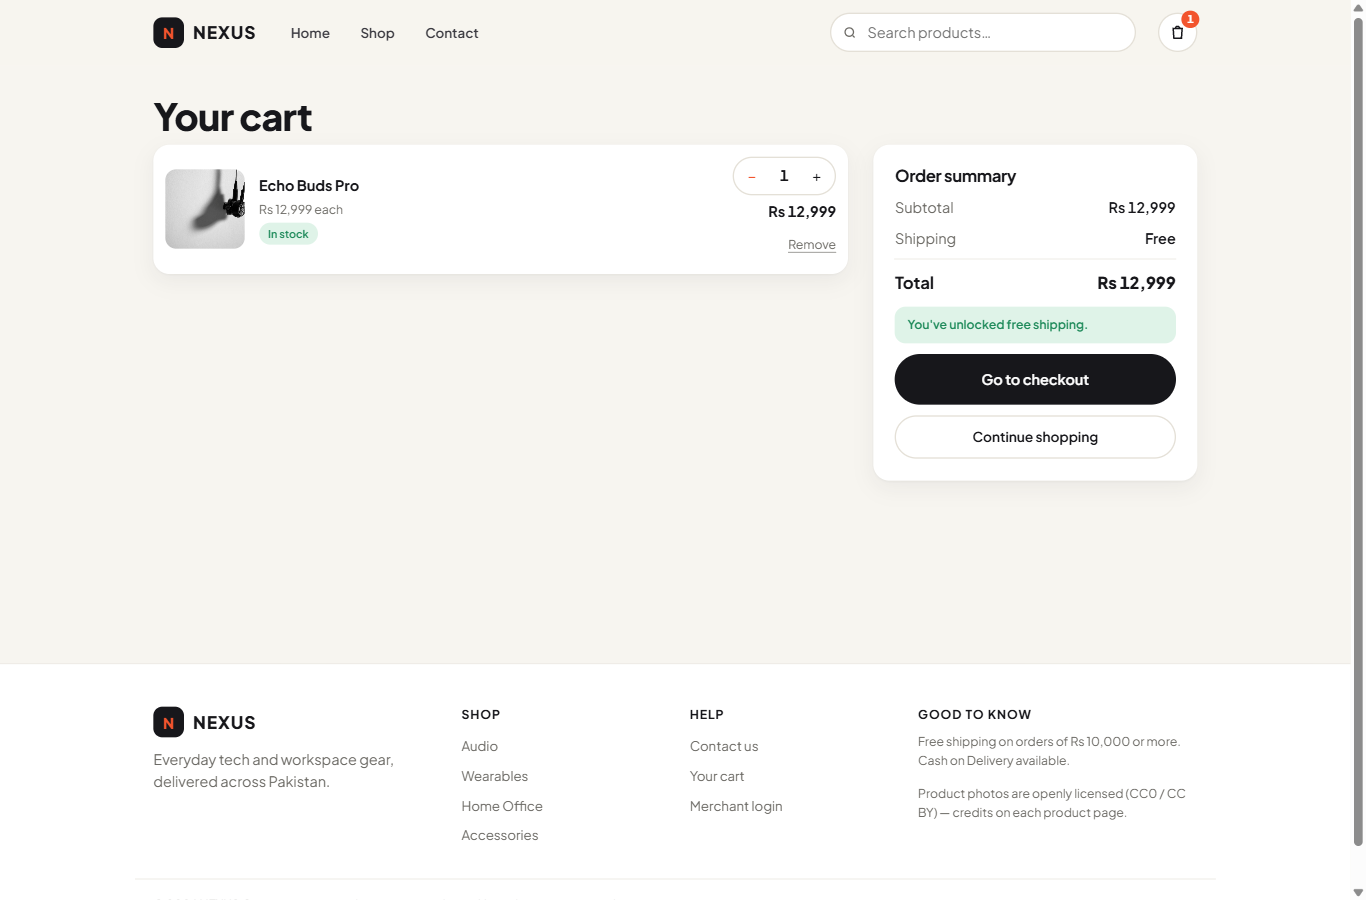 N NEXUS
Home
Shop
Contact
Search products…
1
Your cart
Echo Buds Pro
Rs 12,999 each
In stock
− 1 +
Rs 12,999
Remove
Order summary
Subtotal Rs 12,999
Shipping Free
Total Rs 12,999
You've unlocked free shipping.
Go to checkout
Continue shopping
N NEXUS
Everyday tech and workspace gear,
delivered across Pakistan.
SHOP
Audio
Wearables
Home Office
Accessories
HELP
Contact us
Your cart
Merchant login
GOOD TO KNOW
Free shipping on orders of Rs 10,000 or more.
Cash on Delivery available.
Product photos are openly licensed (CC0 / CC
BY) — credits on each product page.